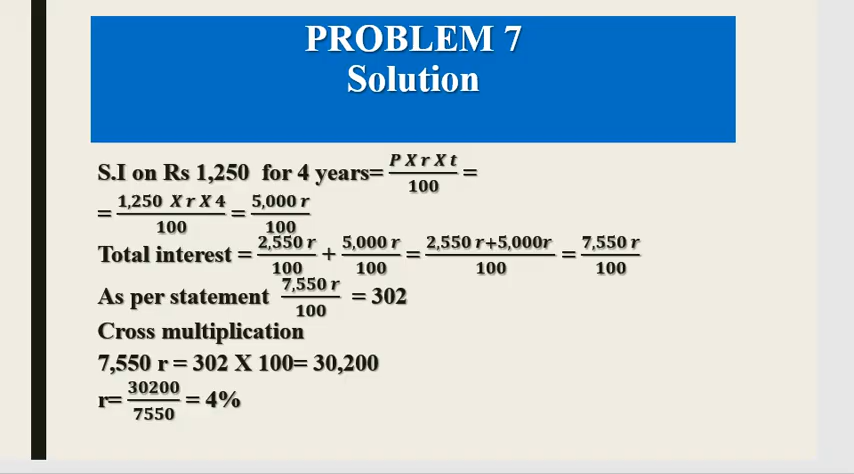 PROBLEM 7
Solution
S.I on Rs 1,250 for 4 years= P X r X t / 100 =
= 1,250 X r X 4 / 100 = 5,000 r / 100
Total interest = 2,550 r / 100 + 5,000 r / 100 = 2,550 r+5,000r / 100 = 7,550 r / 100
As per statement 7,550 r / 100 = 302
Cross multiplication
7,550 r = 302 X 100= 30,200
r= 30200 / 7550 = 4%